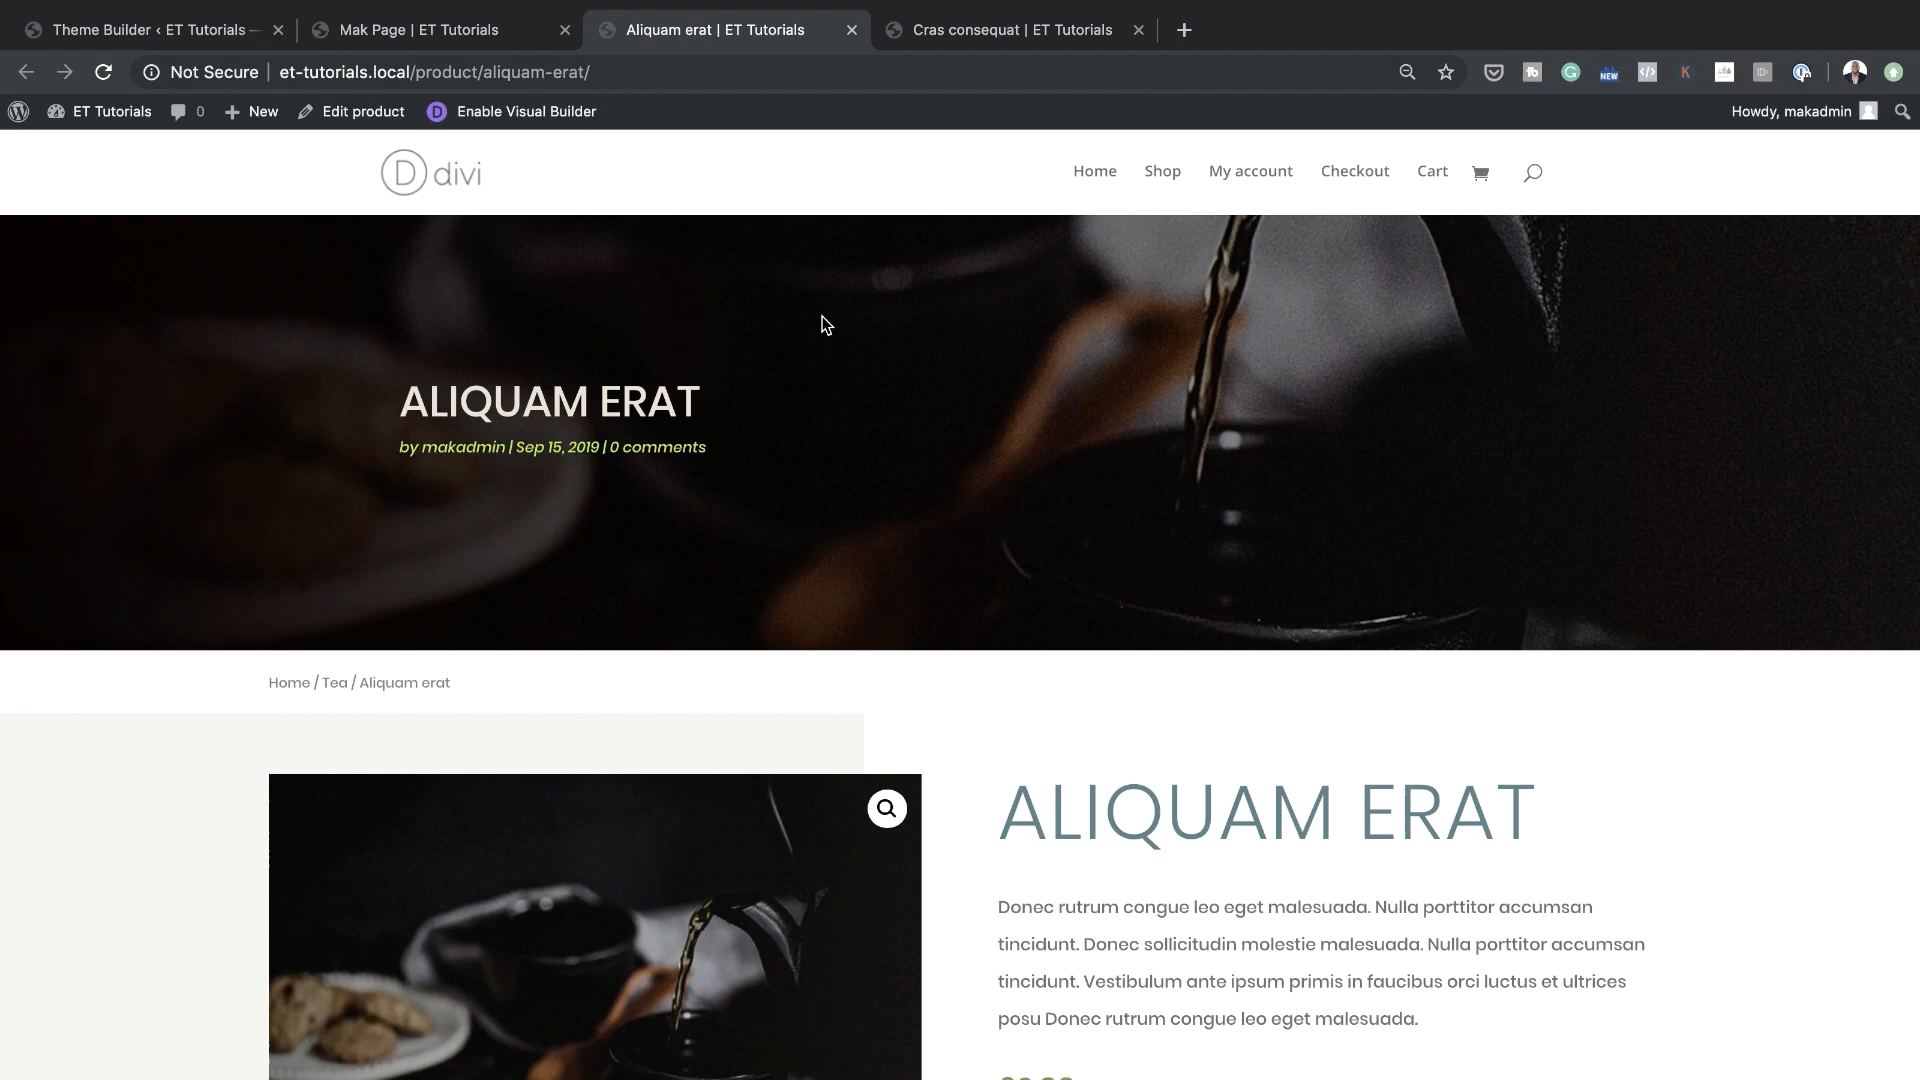 Theme Builder ‹ ET Tutorials —
Mak Page | ET Tutorials
Aliquam erat | ET Tutorials
Cras consequat | ET Tutorials
Not Secure | et-tutorials.local/product/aliquam-erat/
NEW
ET Tutorials 0 New Edit product D Enable Visual Builder Howdy, makadmin
D divi
Home Shop My account Checkout Cart
ALIQUAM ERAT
by makadmin | Sep 15, 2019 | 0 comments
Home / Tea / Aliquam erat
ALIQUAM ERAT
Donec rutrum congue leo eget malesuada. Nulla porttitor accumsan
tincidunt. Donec sollicitudin molestie malesuada. Nulla porttitor accumsan
tincidunt. Vestibulum ante ipsum primis in faucibus orci luctus et ultrices
posu Donec rutrum congue leo eget malesuada.